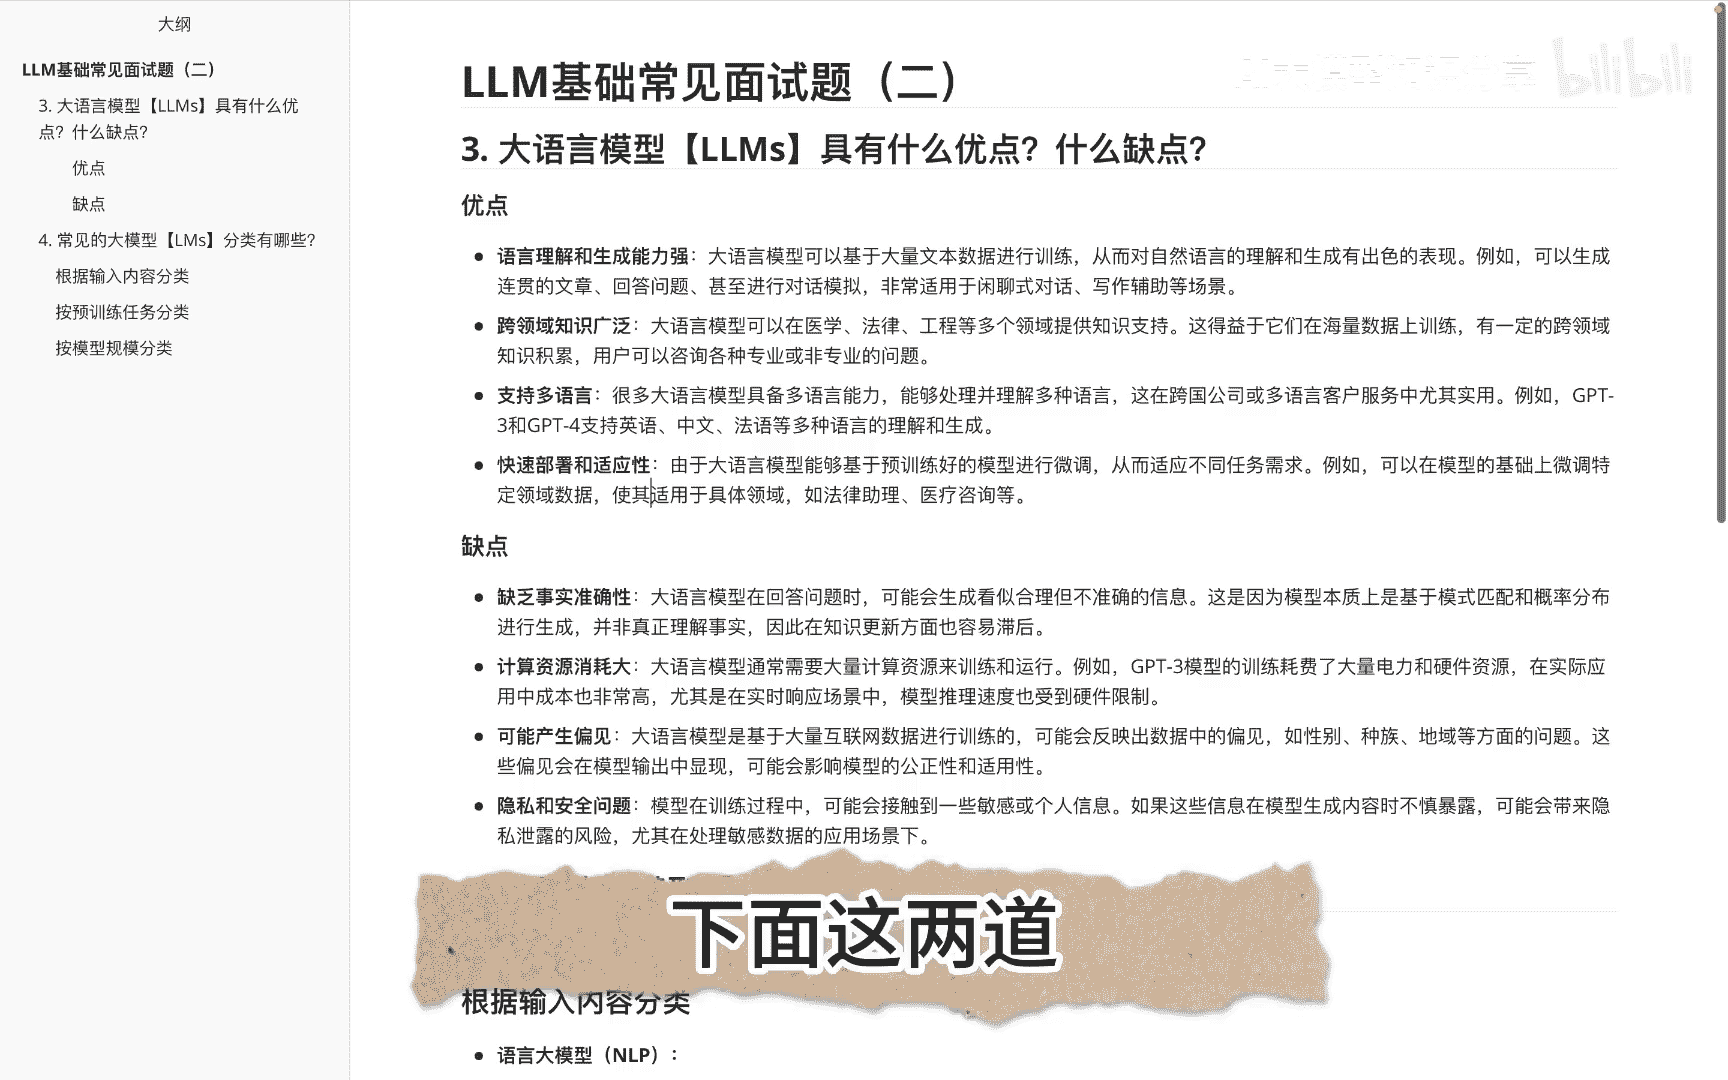 大纲
LLM基础常见面试题（二）
3. 大语言模型【LLMs】具有什么优
点？什么缺点？
优点
缺点
4. 常见的大模型【LMs】分类有哪些？
根据输入内容分类
按预训练任务分类
按模型规模分类
bilibili
LLM基础常见面试题（二）
3. 大语言模型【LLMs】具有什么优点？什么缺点？
优点
语言理解和生成能力强：大语言模型可以基于大量文本数据进行训练，从而对自然语言的理解和生成有出色的表现。例如，可以生成
连贯的文章、回答问题、甚至进行对话模拟，非常适用于闲聊式对话、写作辅助等场景。
跨领域知识广泛：大语言模型可以在医学、法律、工程等多个领域提供知识支持。这得益于它们在海量数据上训练，有一定的跨领域
知识积累，用户可以咨询各种专业或非专业的问题。
支持多语言：很多大语言模型具备多语言能力，能够处理并理解多种语言，这在跨国公司或多语言客户服务中尤其实用。例如，GPT-
3和GPT-4支持英语、中文、法语等多种语言的理解和生成。
快速部署和适应性：由于大语言模型能够基于预训练好的模型进行微调，从而适应不同任务需求。例如，可以在模型的基础上微调特
定领域数据，使其适用于具体领域，如法律助理、医疗咨询等。
缺点
缺乏事实准确性：大语言模型在回答问题时，可能会生成看似合理但不准确的信息。这是因为模型本质上是基于模式匹配和概率分布
进行生成，并非真正理解事实，因此在知识更新方面也容易滞后。
计算资源消耗大：大语言模型通常需要大量计算资源来训练和运行。例如，GPT-3模型的训练耗费了大量电力和硬件资源，在实际应
用中成本也非常高，尤其是在实时响应场景中，模型推理速度也受到硬件限制。
可能产生偏见：大语言模型是基于大量互联网数据进行训练的，可能会反映出数据中的偏见，如性别、种族、地域等方面的问题。这
些偏见会在模型输出中显现，可能会影响模型的公正性和适用性。
隐私和安全问题：模型在训练过程中，可能会接触到一些敏感或个人信息。如果这些信息在模型生成内容时不慎暴露，可能会带来隐
私泄露的风险，尤其在处理敏感数据的应用场景下。
下面这两道
根据输入内容分类
语言大模型（NLP）：